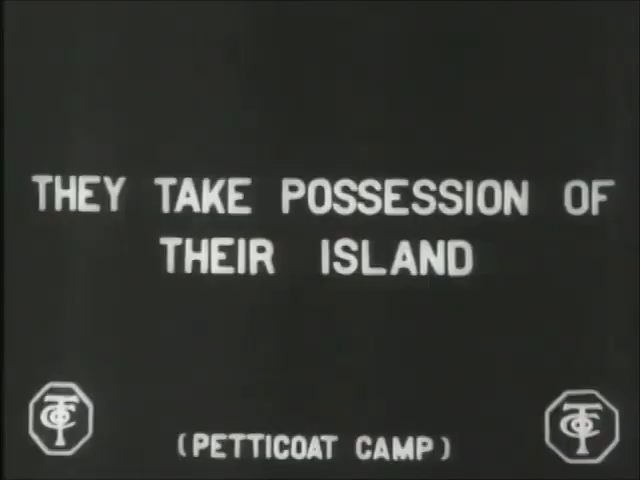 THEY TAKE POSSESSION OF
THEIR ISLAND
(PETTICOAT CAMP)